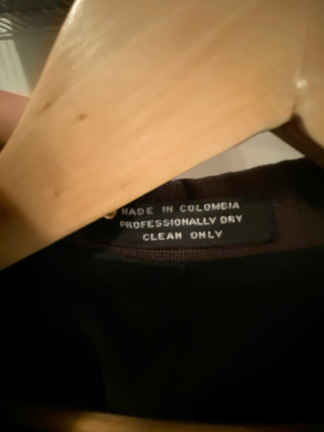 MADE IN COLOMBIA
PROFESSIONALLY DRY
CLEAN ONLY